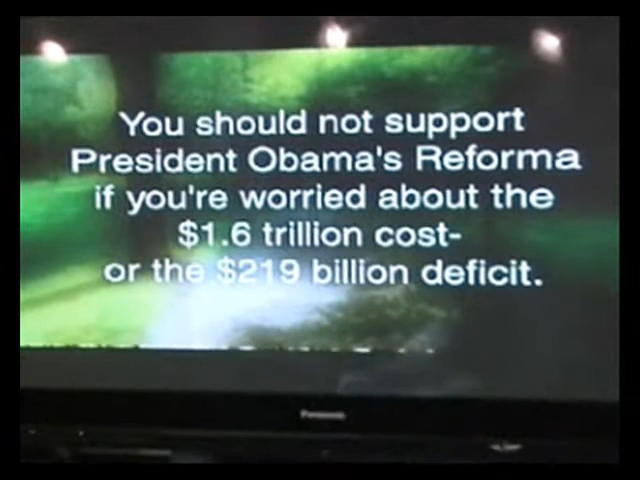 You should not support
President Obama's Reforma
if you're worried about the
$1.6 trillion cost-
or the $219 billion deficit.
Panasonic